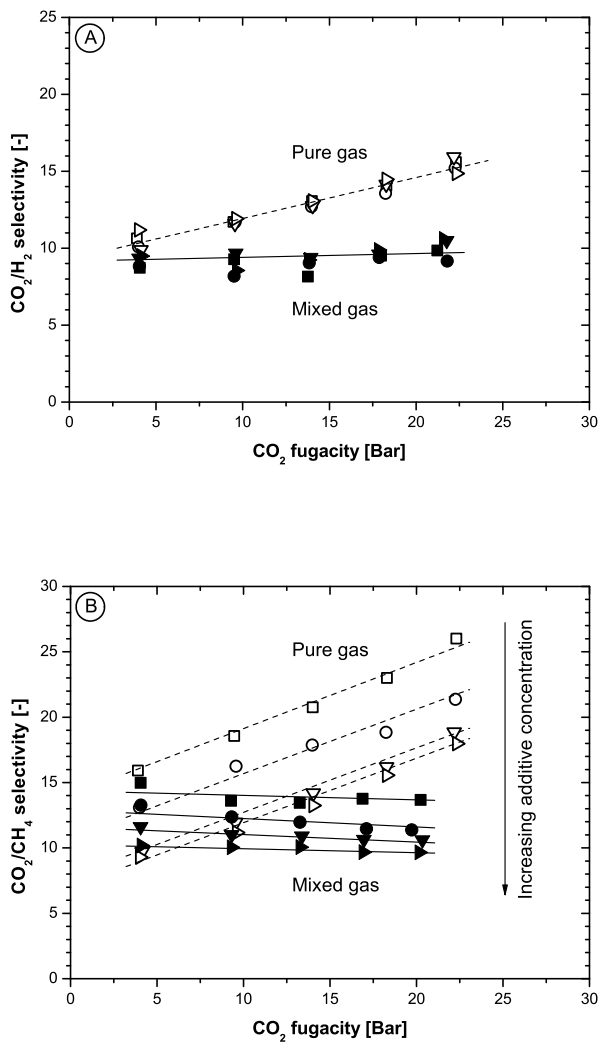 A
25
20
15
10
5
0
CO2/H2 selectivity [-]
Pure gas
Mixed gas
0 5 10 15 20 25 30
CO2 fugacity [Bar]
B
30
25
20
15
10
5
0
CO2/CH4 selectivity [-]
Pure gas
Mixed gas
Increasing additive concentration
0 5 10 15 20 25 30
CO2 fugacity [Bar]